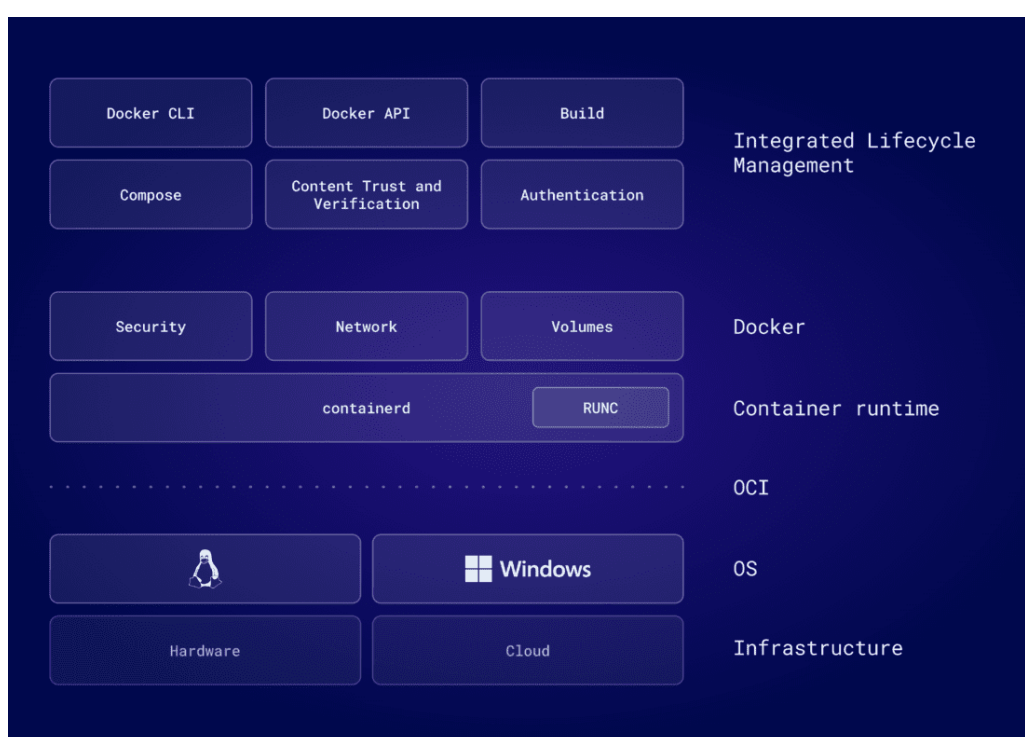 Docker CLI
Docker API
Build
Integrated Lifecycle
Management
Compose
Content Trust and
Verification
Authentication
Security
Network
Volumes
Docker
containerd
RUNC
Container runtime
OCI
Windows
OS
Hardware
Cloud
Infrastructure